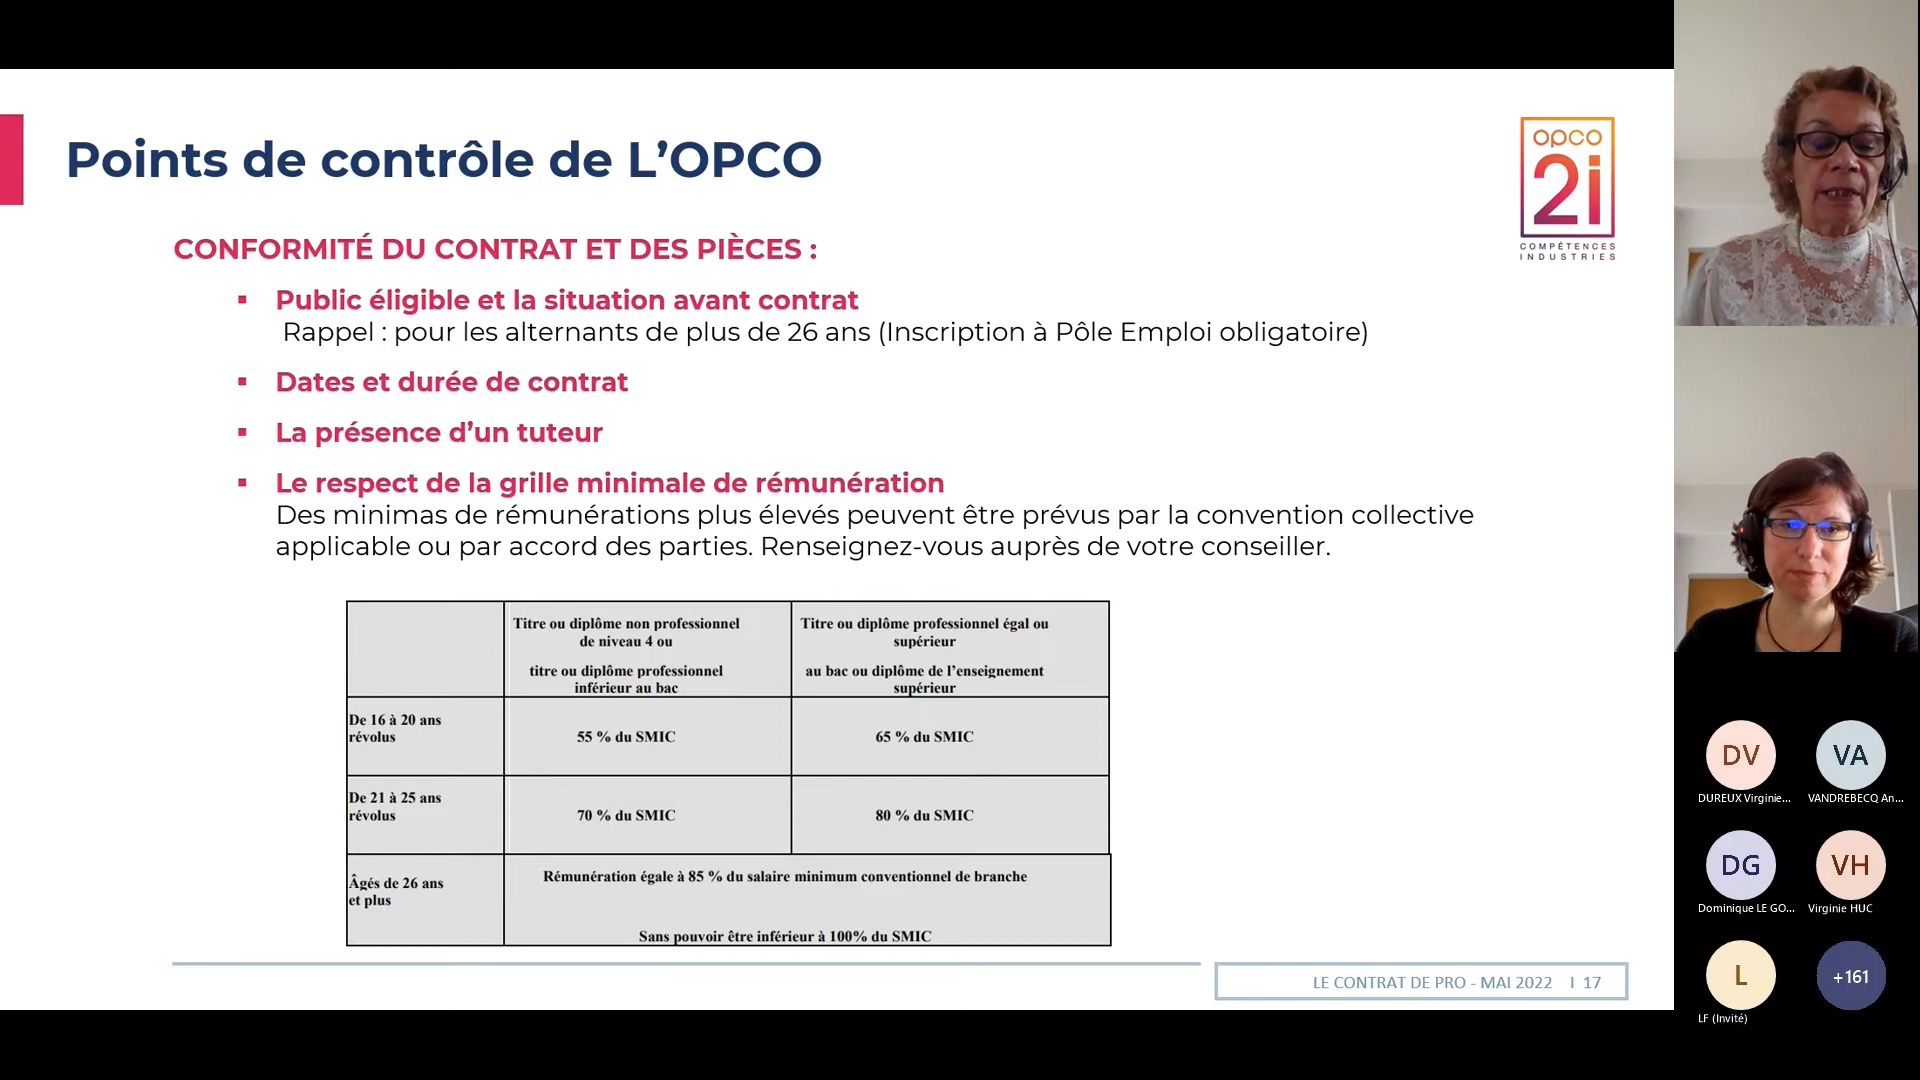 Points de contrôle de L’OPCO
opco
2i
COMPÉTENCES
INDUSTRIES
CONFORMITÉ DU CONTRAT ET DES PIÈCES :
▪ Public éligible et la situation avant contrat
Rappel : pour les alternants de plus de 26 ans (Inscription à Pôle Emploi obligatoire)
▪ Dates et durée de contrat
▪ La présence d’un tuteur
▪ Le respect de la grille minimale de rémunération
Des minimas de rémunérations plus élevés peuvent être prévus par la convention collective
applicable ou par accord des parties. Renseignez-vous auprès de votre conseiller.
Titre ou diplôme non professionnel
de niveau 4 ou
titre ou diplôme professionnel
inférieur au bac
Titre ou diplôme professionnel égal ou
supérieur
au bac ou diplôme de l’enseignement
supérieur
De 16 à 20 ans
révolus
55 % du SMIC
65 % du SMIC
De 21 à 25 ans
révolus
70 % du SMIC
80 % du SMIC
Âgés de 26 ans
et plus
Rémunération égale à 85 % du salaire minimum conventionnel de branche
Sans pouvoir être inférieur à 100% du SMIC
LE CONTRAT DE PRO - MAI 2022 I 17
DV
DUREUX Virginie...
VA
VANDREBECQ An...
DG
Dominique LE GO...
VH
Virginie HUC
L
LF (Invité)
+161